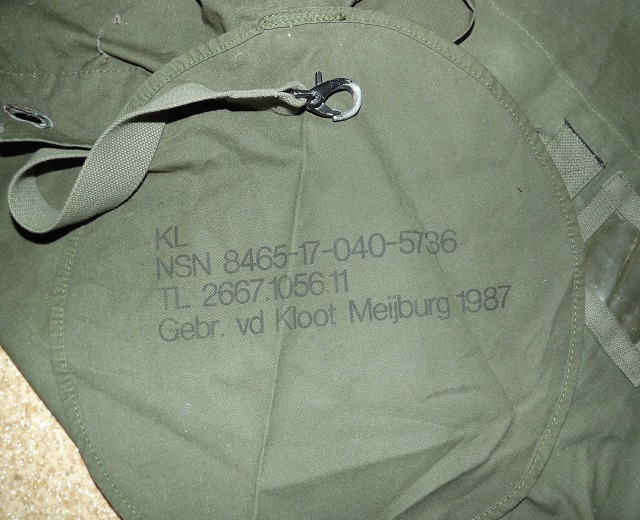 KL
NSN 8465-17-040-5736
TL 2667.1056.11
Gebr. vd Kloot Meijburg 1987